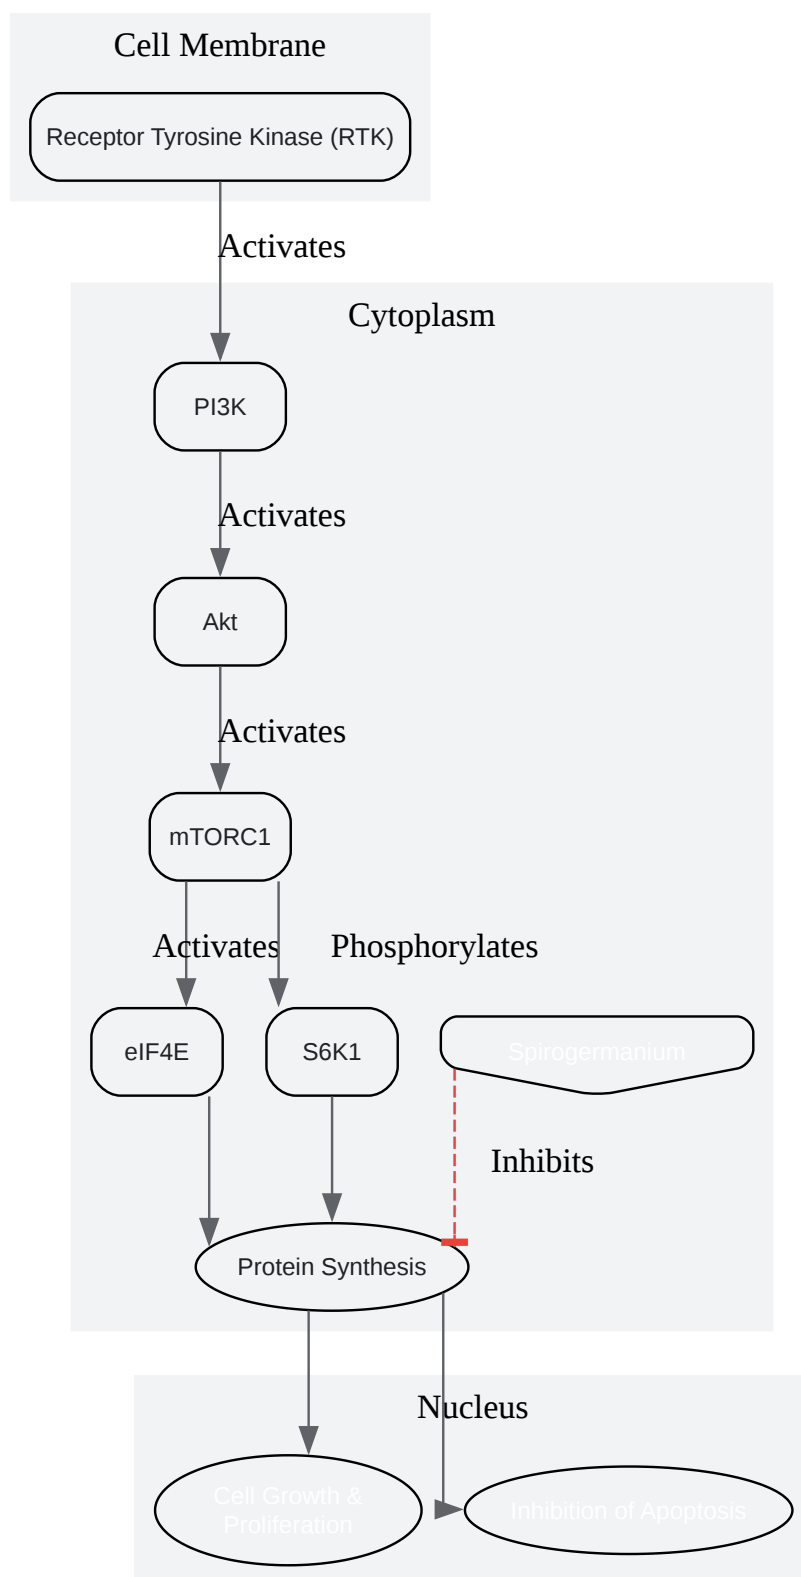 Cell Membrane
Receptor Tyrosine Kinase (RTK)
Activates
Cytoplasm
PI3K
Activates
Akt
Activates
mTORC1
Activates
Phosphorylates
eIF4E
S6K1
Spirogermanium
Inhibits
Protein Synthesis
Nucleus
Cell Growth &
Proliferation
Inhibition of Apoptosis